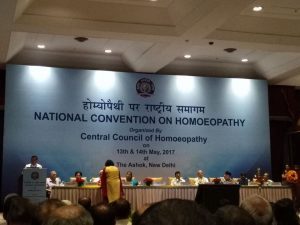 होम्योपैथी पर राष्ट्रीय समागम
NATIONAL CONVENTION ON HOMOEOPATHY
Organised By
Central Council of Homoeopathy
on
13th & 14th May, 2017
at
The Ashok, New Delhi